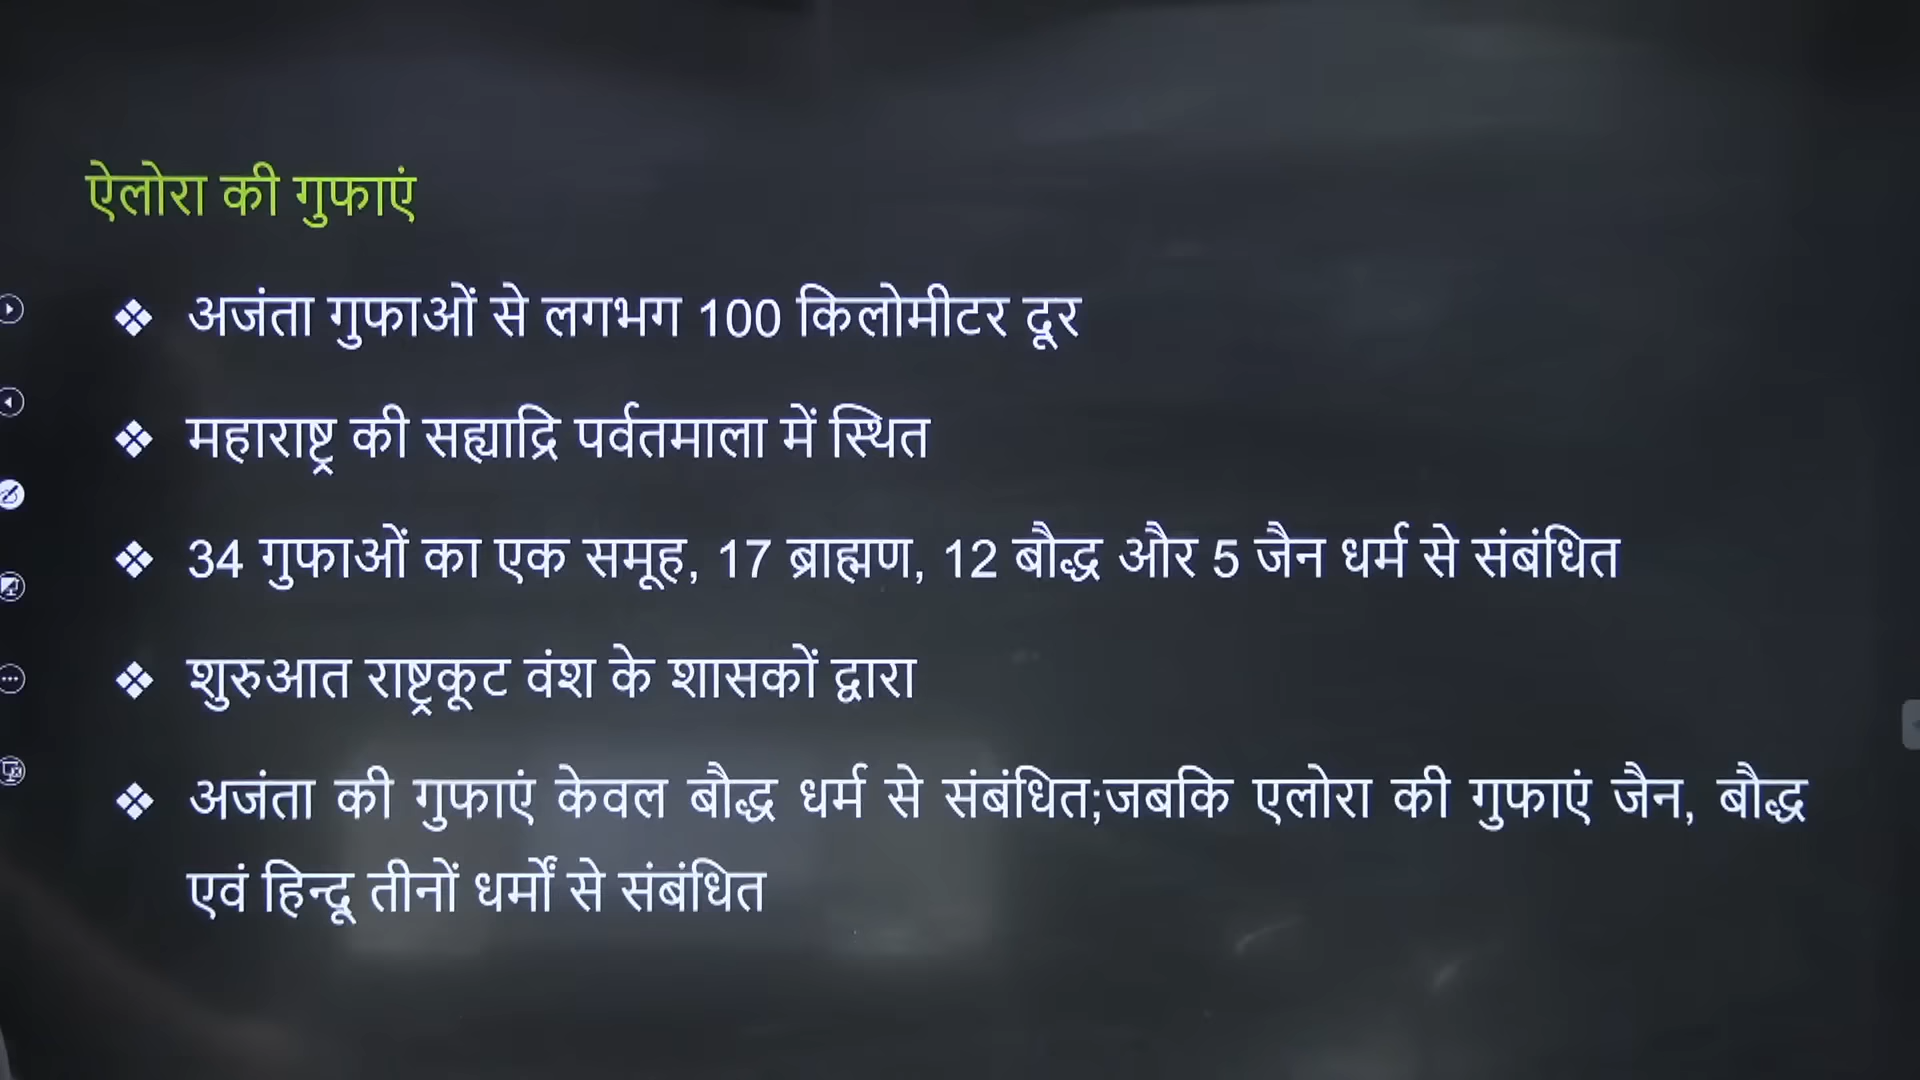 ऐलोरा की गुफाएं
❖ अजंता गुफाओं से लगभग 100 किलोमीटर दूर
❖ महाराष्ट्र की सह्याद्रि पर्वतमाला में स्थित
❖ 34 गुफाओं का एक समूह, 17 ब्राह्मण, 12 बौद्ध और 5 जैन धर्म से संबंधित
❖ शुरुआत राष्ट्रकूट वंश के शासकों द्वारा
❖ अजंता की गुफाएं केवल बौद्ध धर्म से संबंधित;जबकि एलोरा की गुफाएं जैन, बौद्ध
एवं हिन्दू तीनों धर्मों से संबंधित